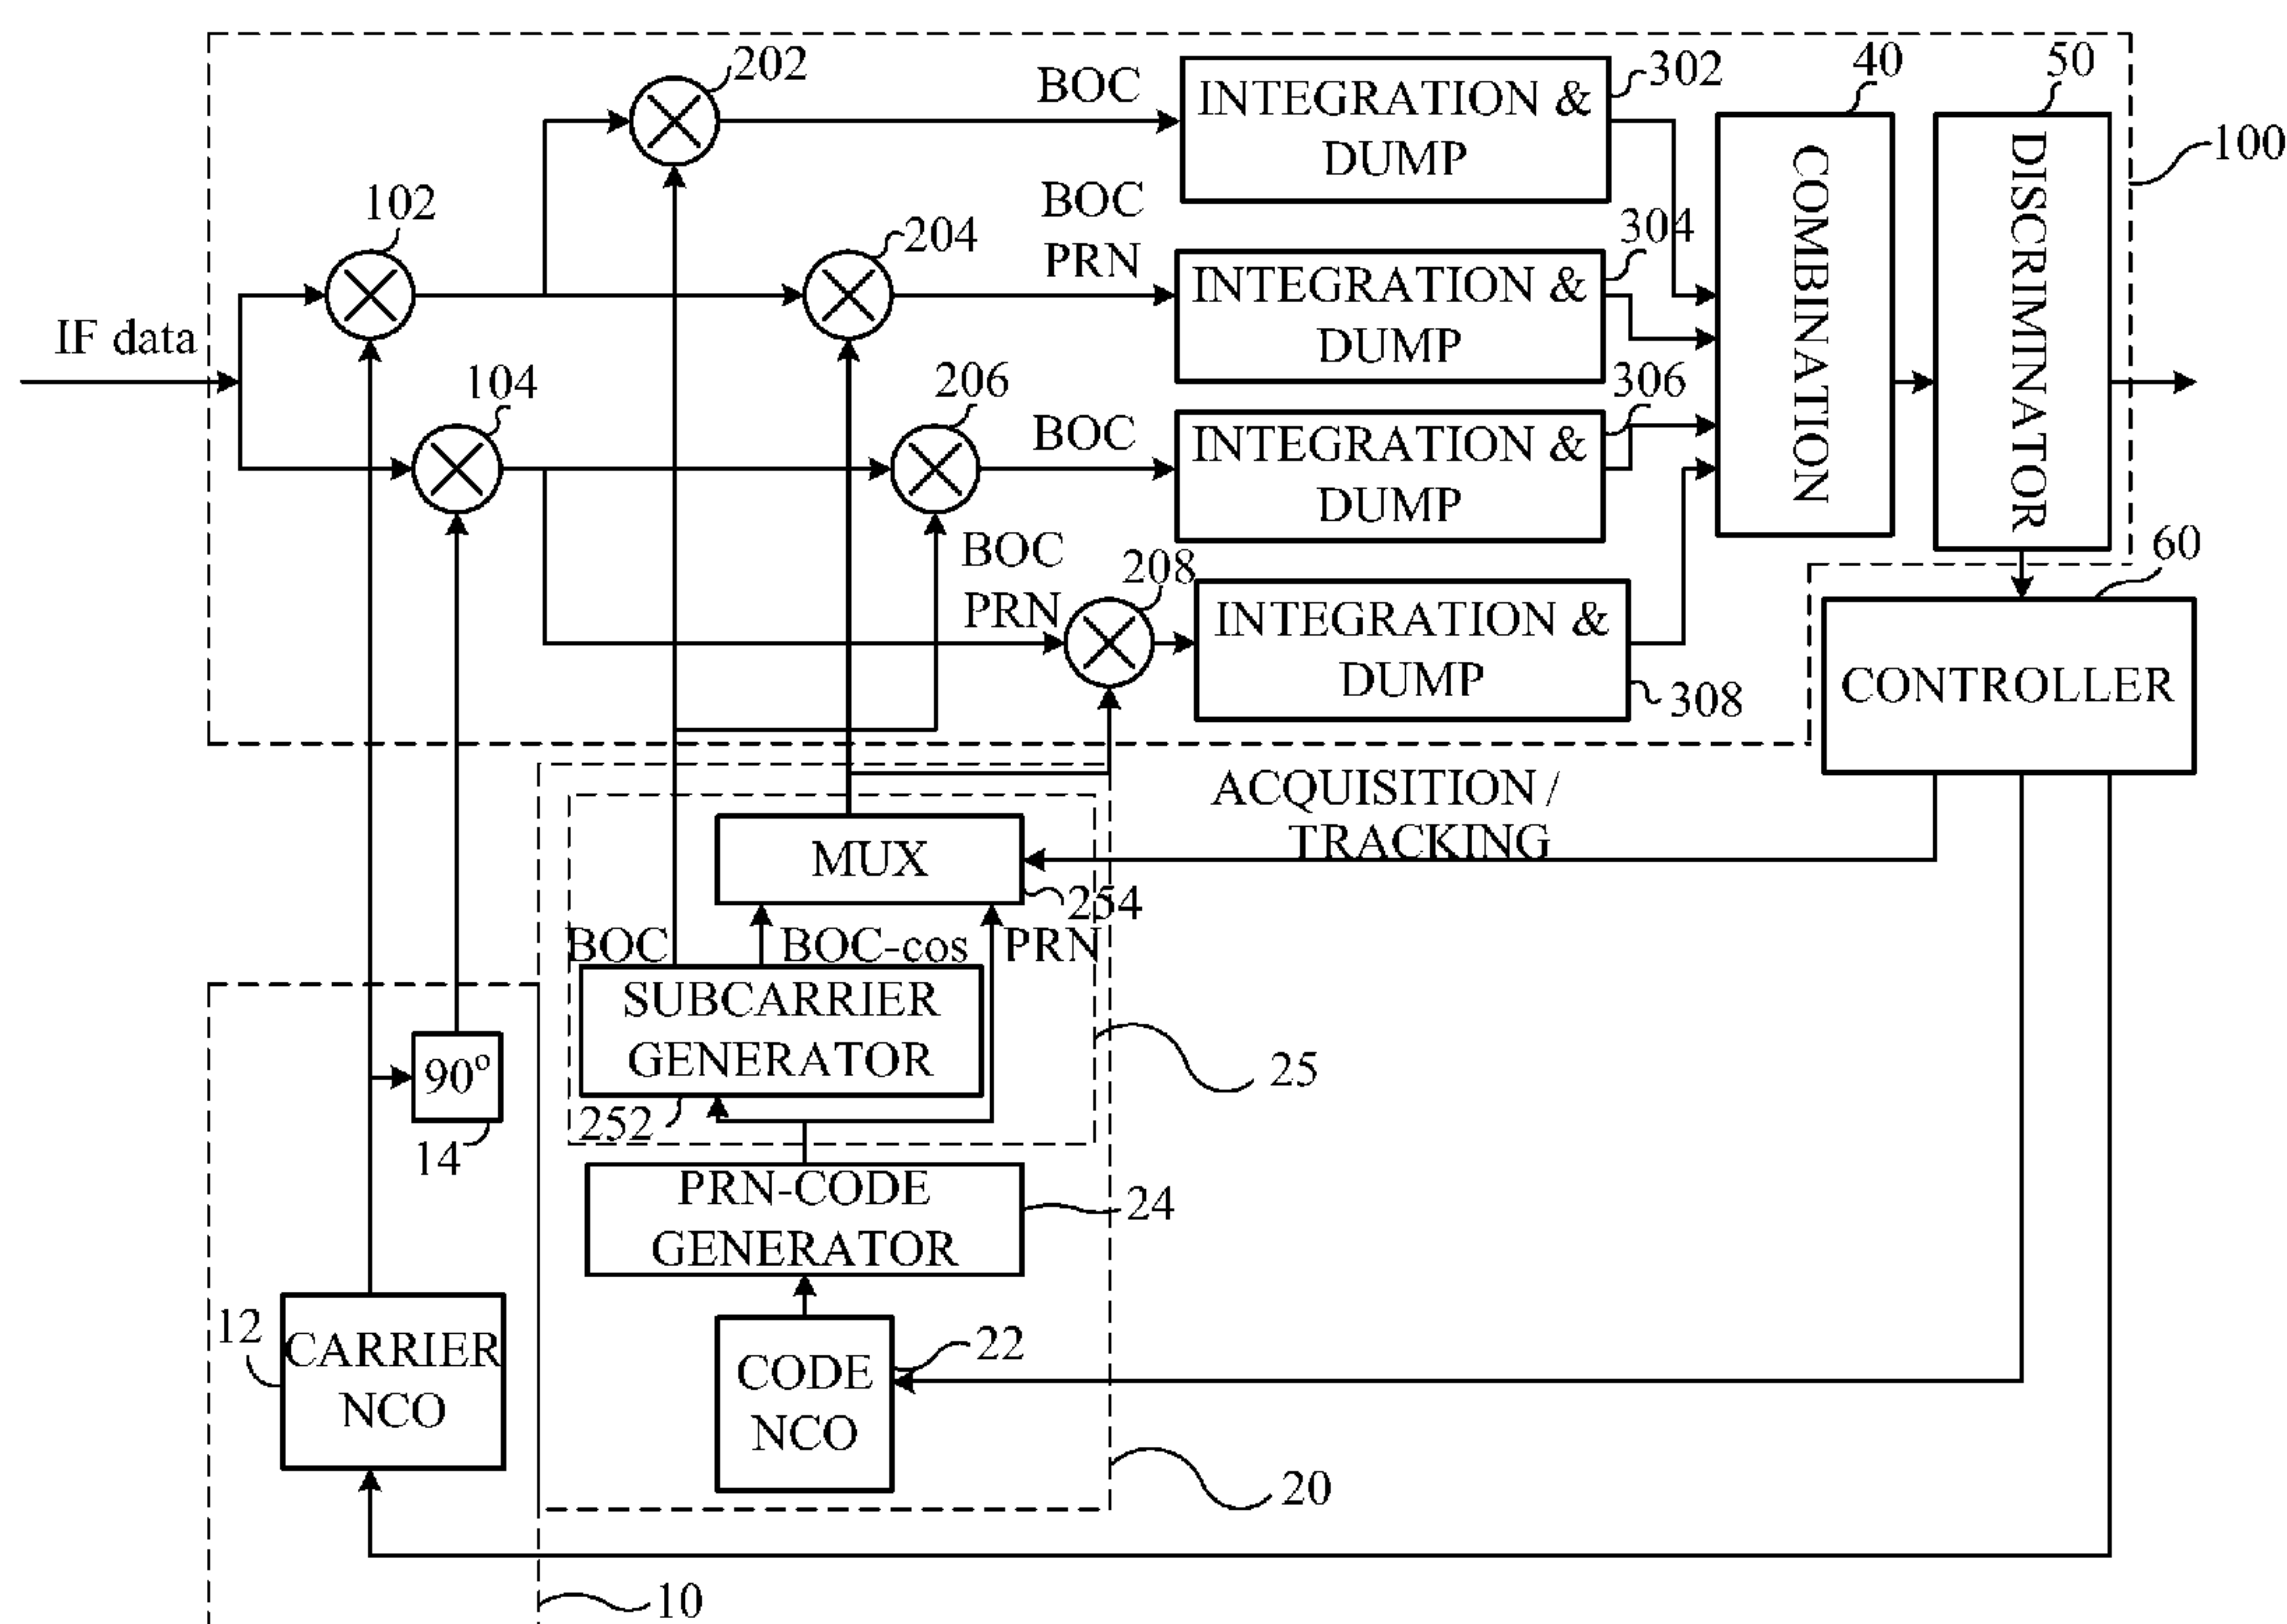 202
BOC
INTEGRATION &
DUMP
302
40
50
100
102
204
BOC
PRN
INTEGRATION &
DUMP
304
COMBINATION
DISCRIMINATOR
IF data
104
206
BOC
INTEGRATION &
DUMP
306
BOC
PRN
208
INTEGRATION &
DUMP
308
60
CONTROLLER
ACQUISITION /
TRACKING
MUX
254
BOC
BOC-cos
PRN
SUBCARRIER
GENERATOR
252
25
90º
14
PRN-CODE
GENERATOR
24
12
CARRIER
NCO
CODE
NCO
22
20
10